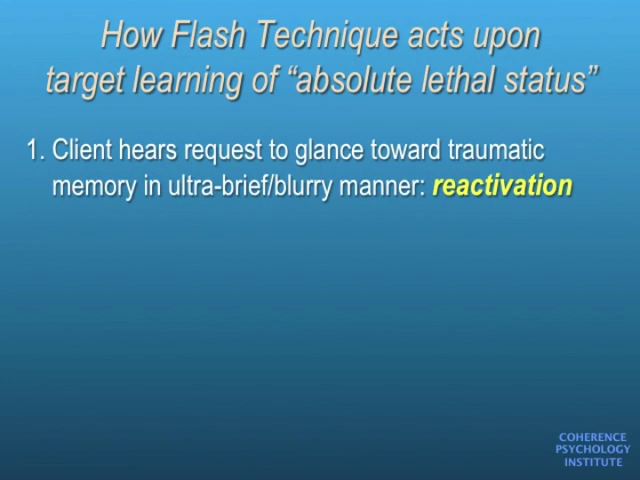 How Flash Technique acts upon
target learning of “absolute lethal status”
1. Client hears request to glance toward traumatic
memory in ultra-brief/blurry manner: reactivation
COHERENCE
PSYCHOLOGY
INSTITUTE